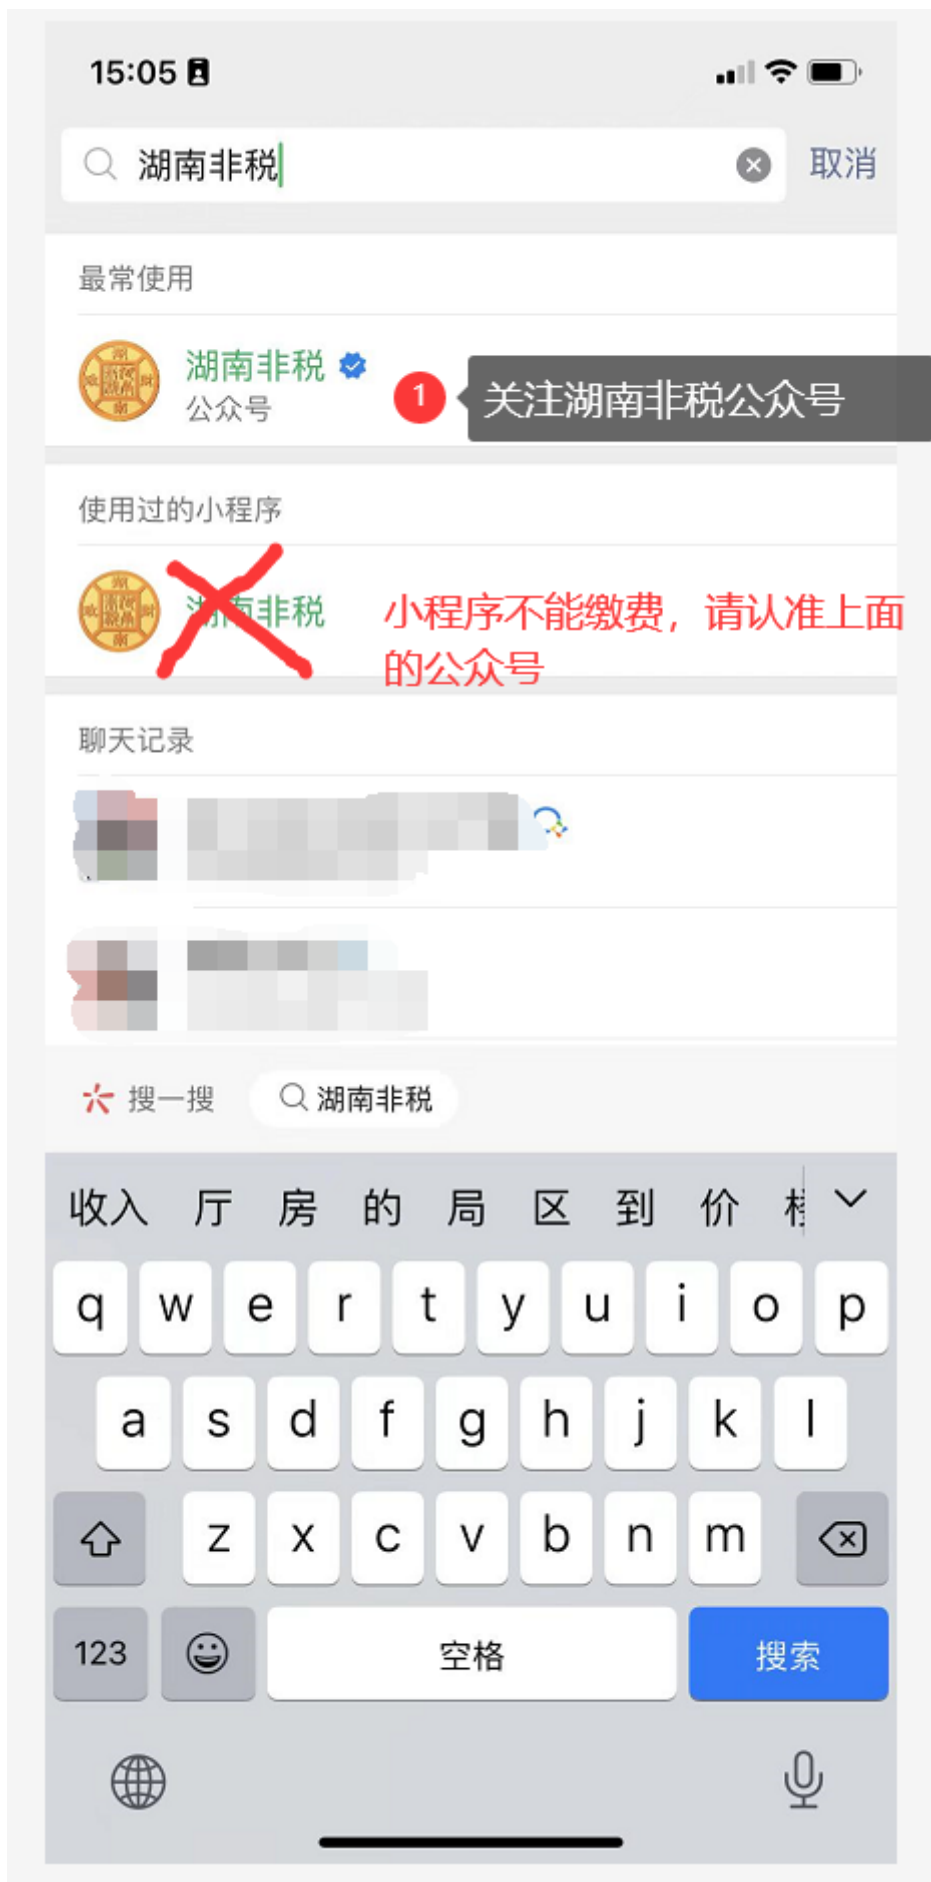 15:05
湖南非税
取消
最常使用
湖南非税
公众号
1
关注湖南非税公众号
使用过的小程序
湖南非税
小程序不能缴费，请认准上面
的公众号
聊天记录
搜一搜
湖南非税
收入 厅 房 的 局 区 到 价
q w e r t y u i o p
a s d f g h j k l
z x c v b n m
123 空格 搜索